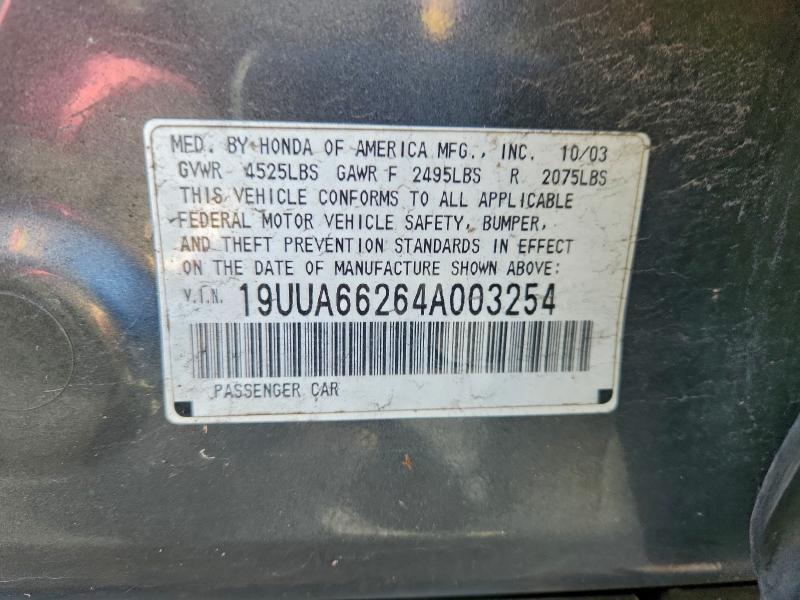 MFD. BY HONDA OF AMERICA MFG., INC. 10/03
GVWR 4525LBS GAWR F 2495LBS R 2075LBS
THIS VEHICLE CONFORMS TO ALL APPLICABLE
FEDERAL MOTOR VEHICLE SAFETY, BUMPER,
AND THEFT PREVENTION STANDARDS IN EFFECT
ON THE DATE OF MANUFACTURE SHOWN ABOVE:
V.I.N. 19UUA66264A003254
PASSENGER CAR